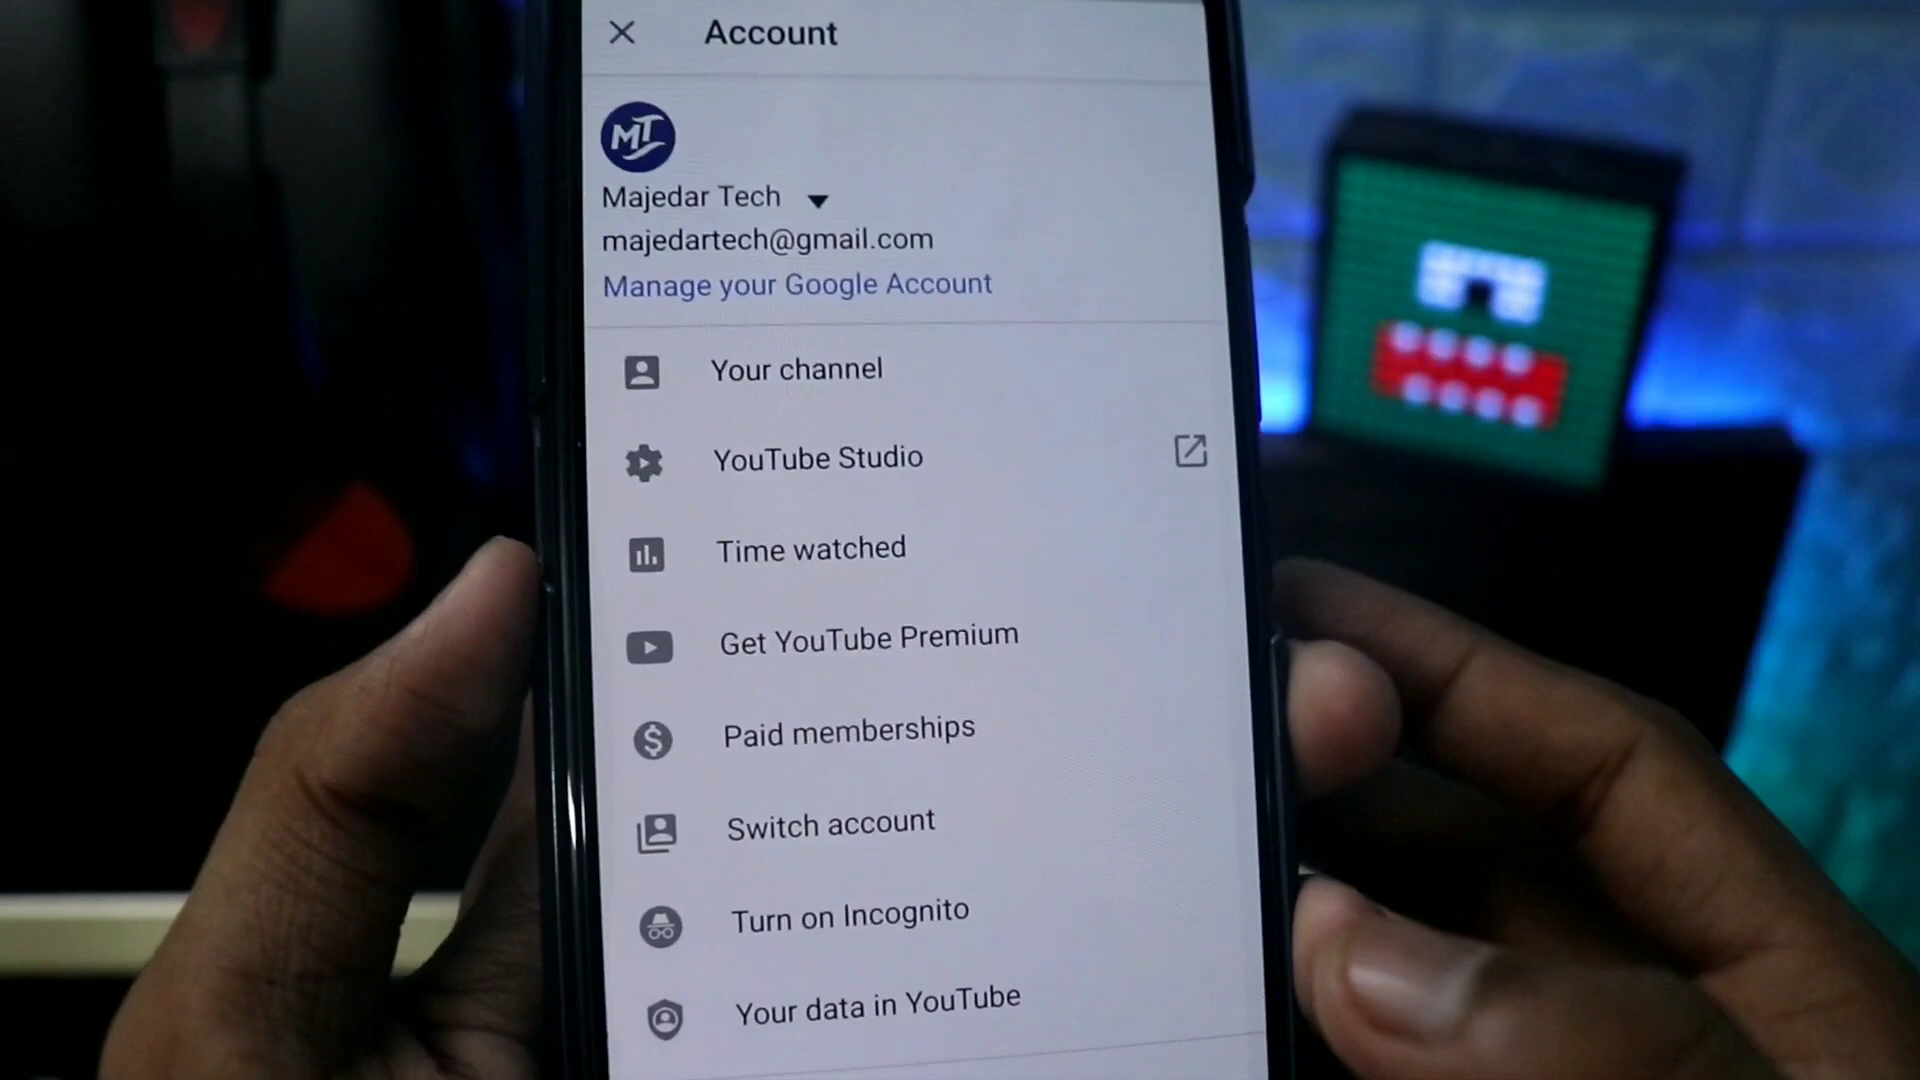 Account
MT
Majedar Tech
majedartech@gmail.com
Manage your Google Account
Your channel
YouTube Studio
Time watched
Get YouTube Premium
Paid memberships
Switch account
Turn on Incognito
Your data in YouTube